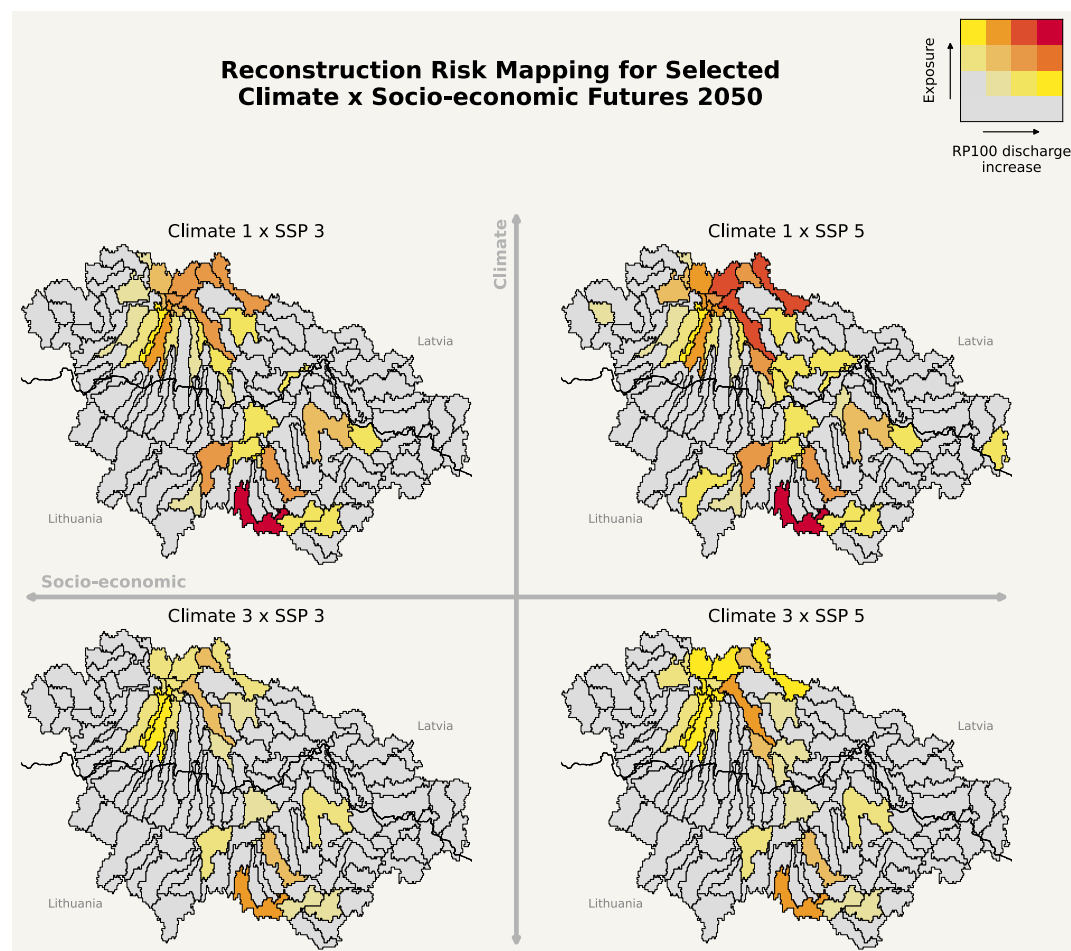 Reconstruction Risk Mapping for Selected
Climate x Socio-economic Futures 2050
Exposure
RP100 discharge
increase
Climate 1 x SSP 3
Climate
Climate 1 x SSP 5
Latvia
Latvia
Lithuania
Lithuania
Socio-economic
Climate 3 x SSP 3
Climate 3 x SSP 5
Latvia
Latvia
Lithuania
Lithuania